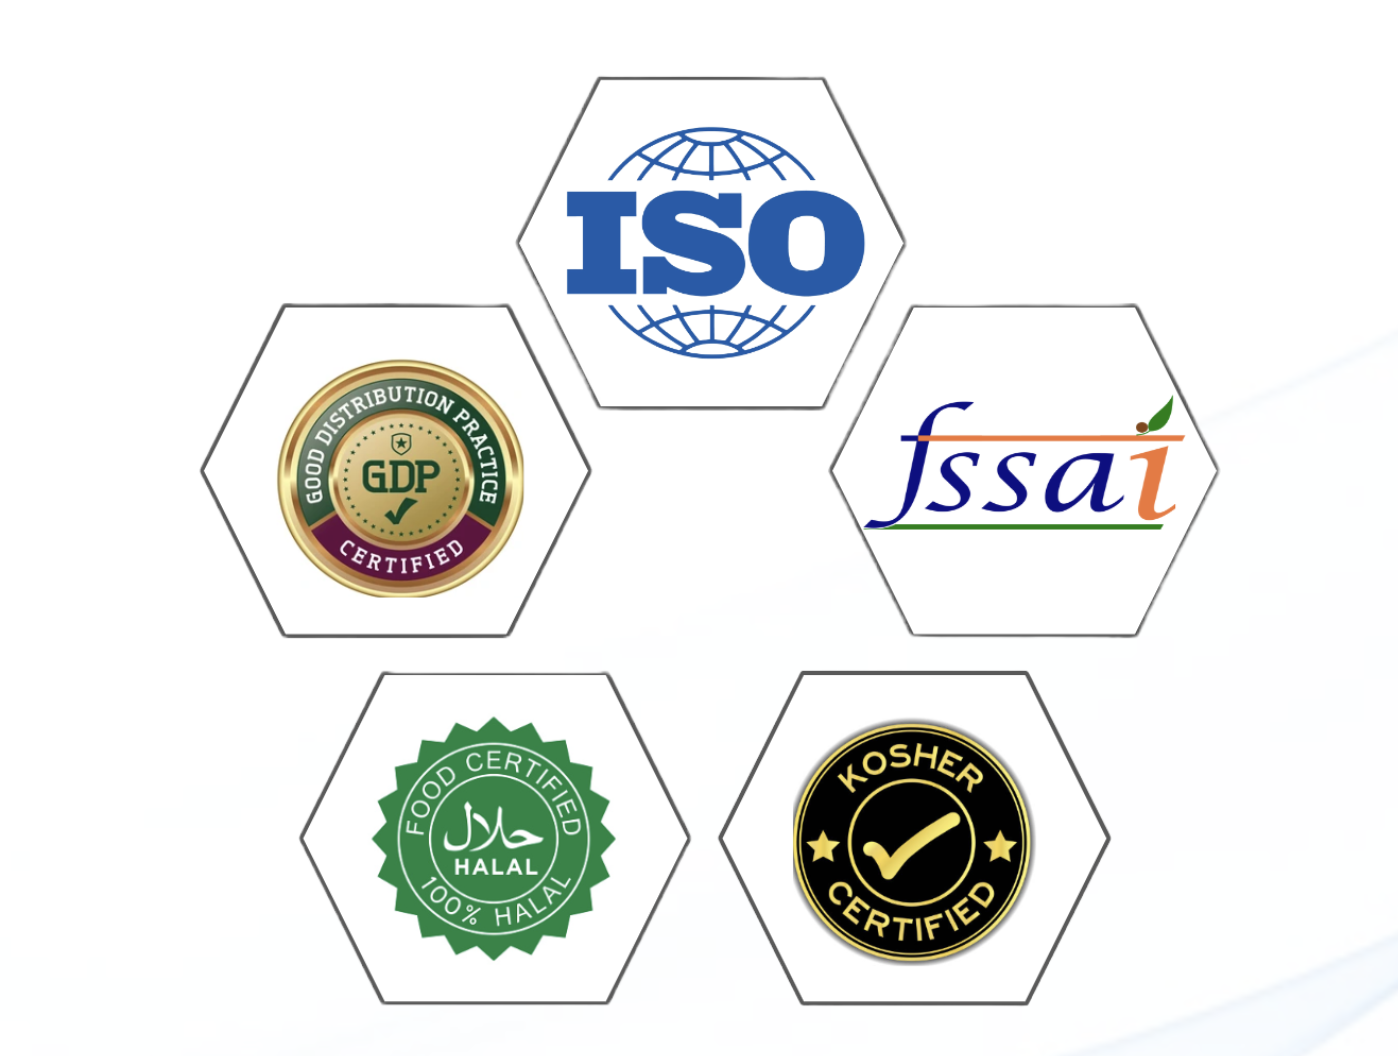 ISO
GOOD DISTRIBUTION PRACTICE
GDP
CERTIFIED
fssai
FOOD CERTIFIED
حلال
HALAL
100% HALAL
KOSHER
CERTIFIED